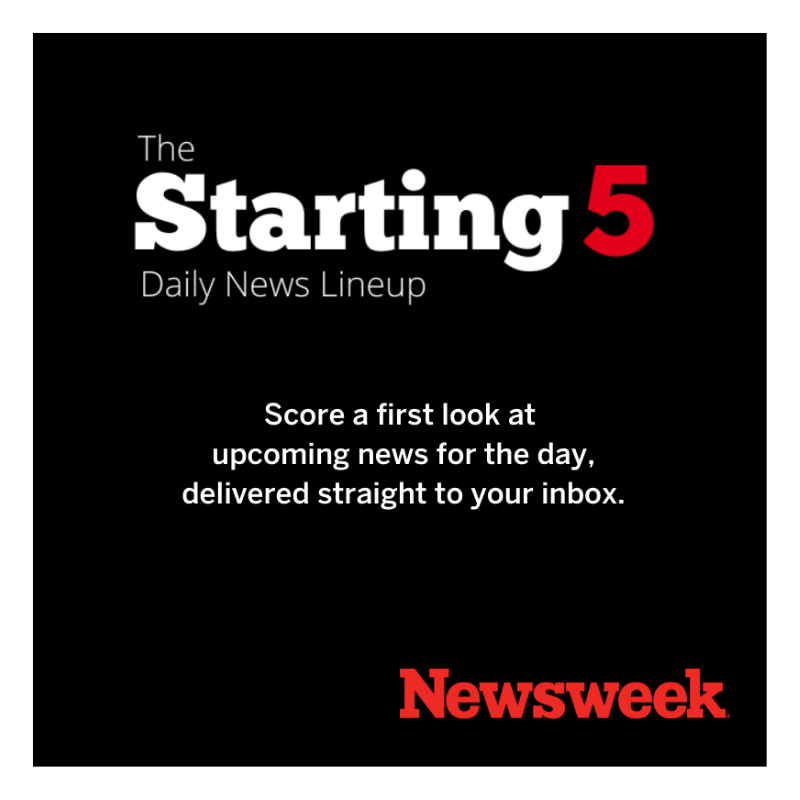 The
Starting 5
Daily News Lineup
Score a first look at
upcoming news for the day,
delivered straight to your inbox.
Newsweek